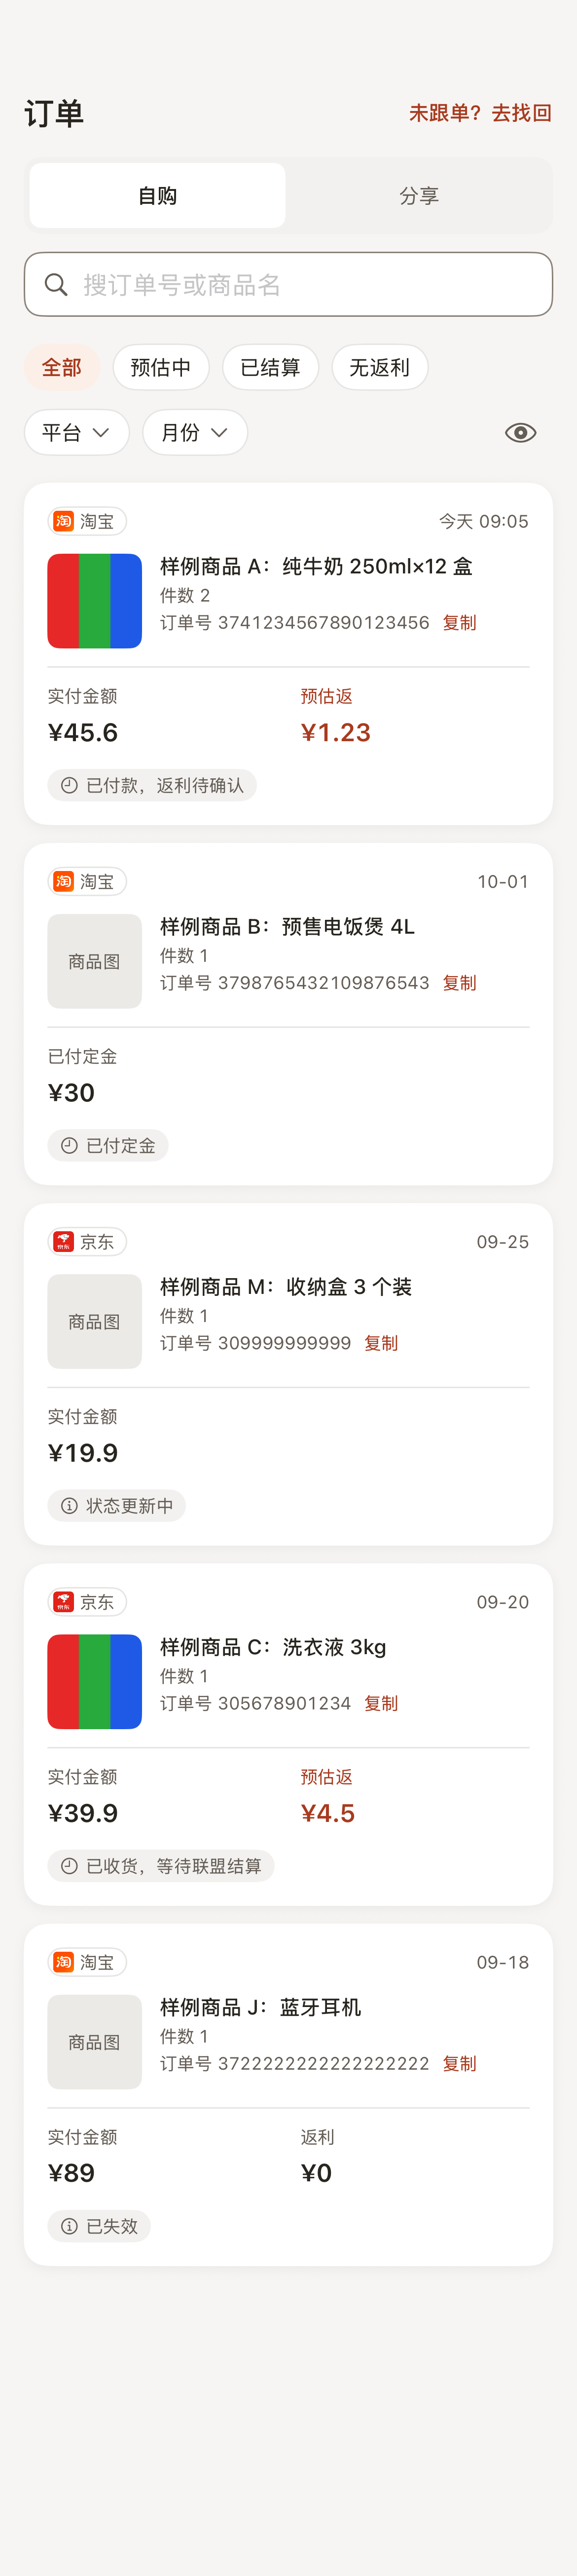 订单
未跟单？去找回
自购
分享
搜订单号或商品名
全部
预估中
已结算
无返利
平台
月份
淘 淘宝
今天 09:05
样例商品 A：纯牛奶 250ml×12 盒
件数 2
订单号 3741234567890123456 复制
实付金额
预估返
¥45.6
¥1.23
已付款，返利待确认
淘 淘宝
10-01
商品图
样例商品 B：预售电饭煲 4L
件数 1
订单号 3798765432109876543 复制
已付定金
¥30
已付定金
京东 京东
09-25
商品图
样例商品 M：收纳盒 3 个装
件数 1
订单号 309999999999 复制
实付金额
¥19.9
状态更新中
京东 京东
09-20
样例商品 C：洗衣液 3kg
件数 1
订单号 305678901234 复制
实付金额
预估返
¥39.9
¥4.5
已收货，等待联盟结算
淘 淘宝
09-18
商品图
样例商品 J：蓝牙耳机
件数 1
订单号 3722222222222222222 复制
实付金额
返利
¥89
¥0
已失效